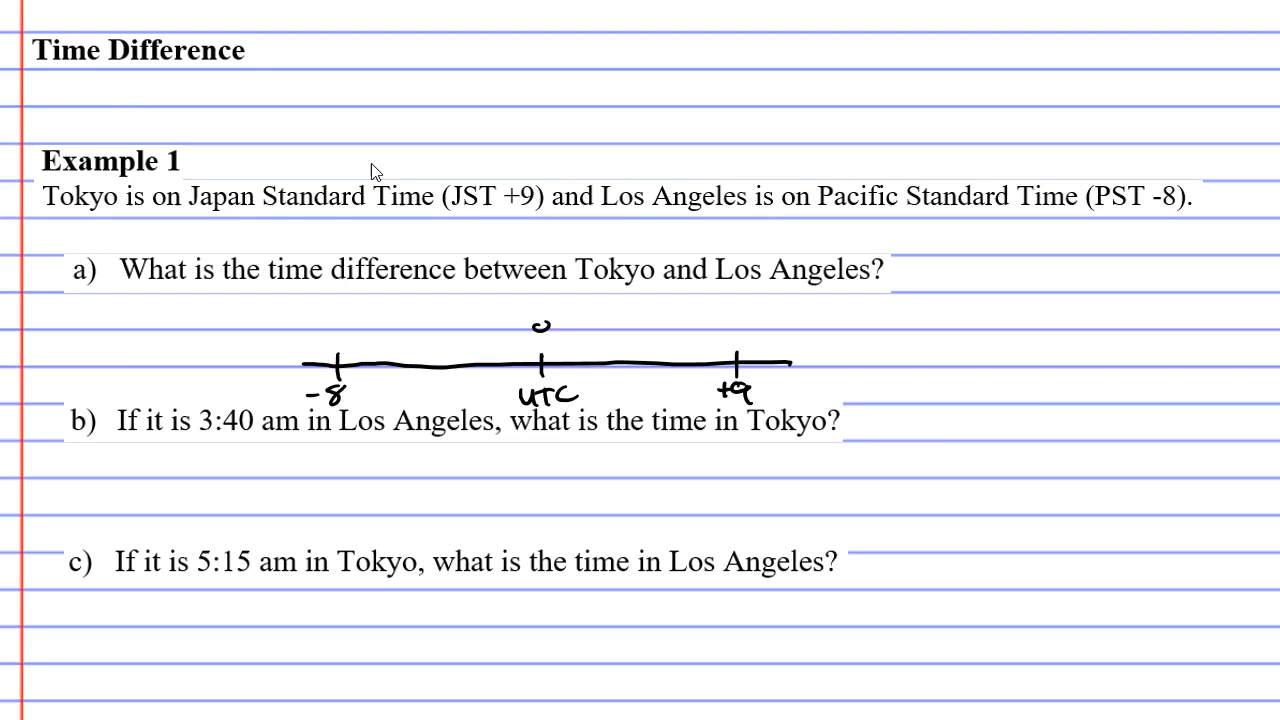 Time Difference
Example 1
Tokyo is on Japan Standard Time (JST +9) and Los Angeles is on Pacific Standard Time (PST -8).
a) What is the time difference between Tokyo and Los Angeles?
0
-8 UTC +9
b) If it is 3:40 am in Los Angeles, what is the time in Tokyo?
c) If it is 5:15 am in Tokyo, what is the time in Los Angeles?